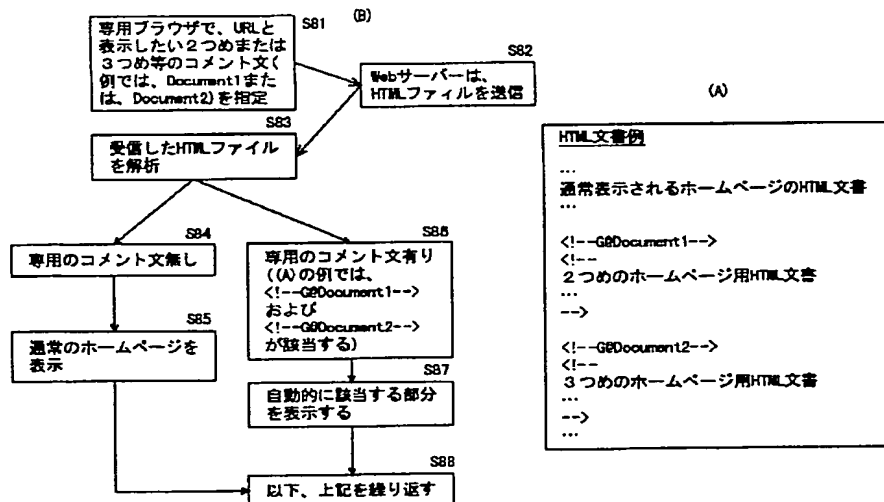 (B)
S81
専用ブラウザで、URLと
表示したい２つめまたは
３つめ等のコメント文(
例では、Document1また
は、Document2)を指定
S82
Webサーバーは、
HTMLファイルを送信
S83
受信したHTMLファイル
を解析
S84
専用のコメント文無し
S85
通常のホームページを
表示
S86
専用のコメント文有り
((A)の例では、
<!--G@Document1-->
および
<!--G@Document2-->
が該当する)
S87
自動的に該当する部分
を表示する
S88
以下、上記を繰り返す
(A)
HTML文書例
...
通常表示されるホームページのHTML文書
...
<!--G@Document1-->
<!--
２つめのホームページ用HTML文書
...
-->
<!--G@Document2-->
<!--
３つめのホームページ用HTML文書
...
-->
...